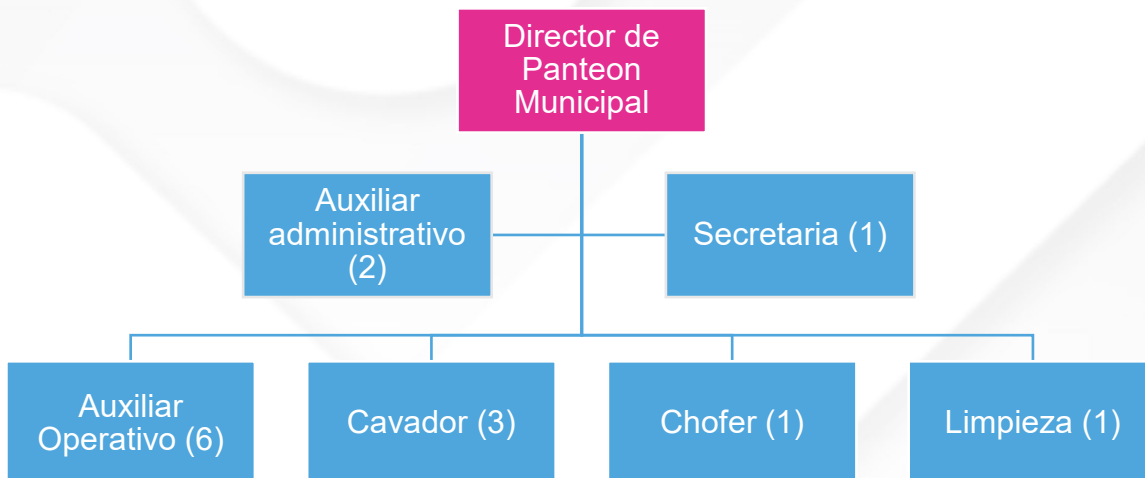 Director de
Panteon
Municipal
Auxiliar
administrativo
(2)
Secretaria (1)
Auxiliar
Operativo (6)
Cavador (3)
Chofer (1)
Limpieza (1)